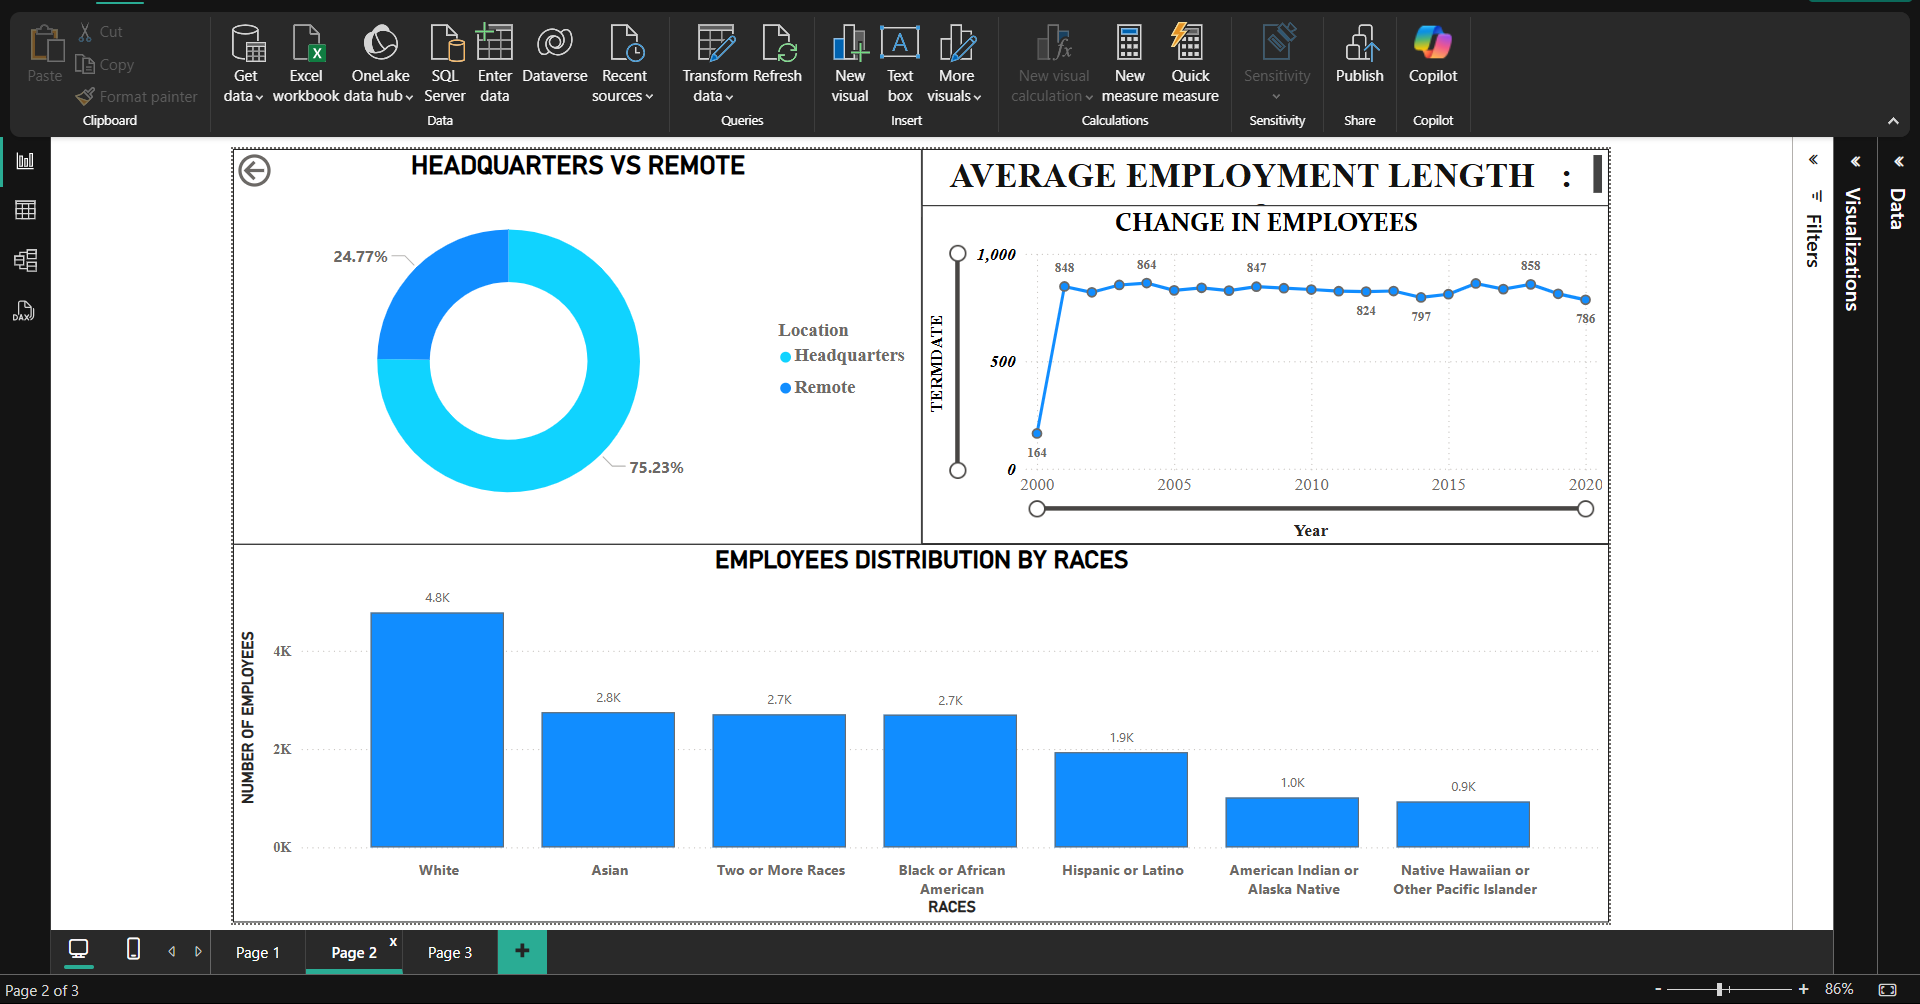 Paste
Cut
Copy
Format painter
Clipboard
Get data
Excel workbook
OneLake data hub
SQL Server
Enter data
Dataverse
Recent sources
Data
Transform data
Refresh
Queries
New visual
Text box
More visuals
Insert
New visual calculation
New measure
Quick measure
Calculations
Sensitivity
Sensitivity
Publish
Share
Copilot
Copilot
DAX
HEADQUARTERS VS REMOTE
24.77%
75.23%
Location
Headquarters
Remote
AVERAGE EMPLOYMENT LENGTH :
CHANGE IN EMPLOYEES
TERMDATE
1,000
500
0
848
864
847
858
824
797
786
164
2000
2005
2010
2015
2020
Year
EMPLOYEES DISTRIBUTION BY RACES
NUMBER OF EMPLOYEES
4K
2K
0K
4.8K
2.8K
2.7K
2.7K
1.9K
1.0K
0.9K
White
Asian
Two or More Races
Black or African American
Hispanic or Latino
American Indian or Alaska Native
Native Hawaiian or Other Pacific Islander
RACES
Filters
Visualizations
Data
Page 1
Page 2
x
Page 3
+
Page 2 of 3
- + 86%